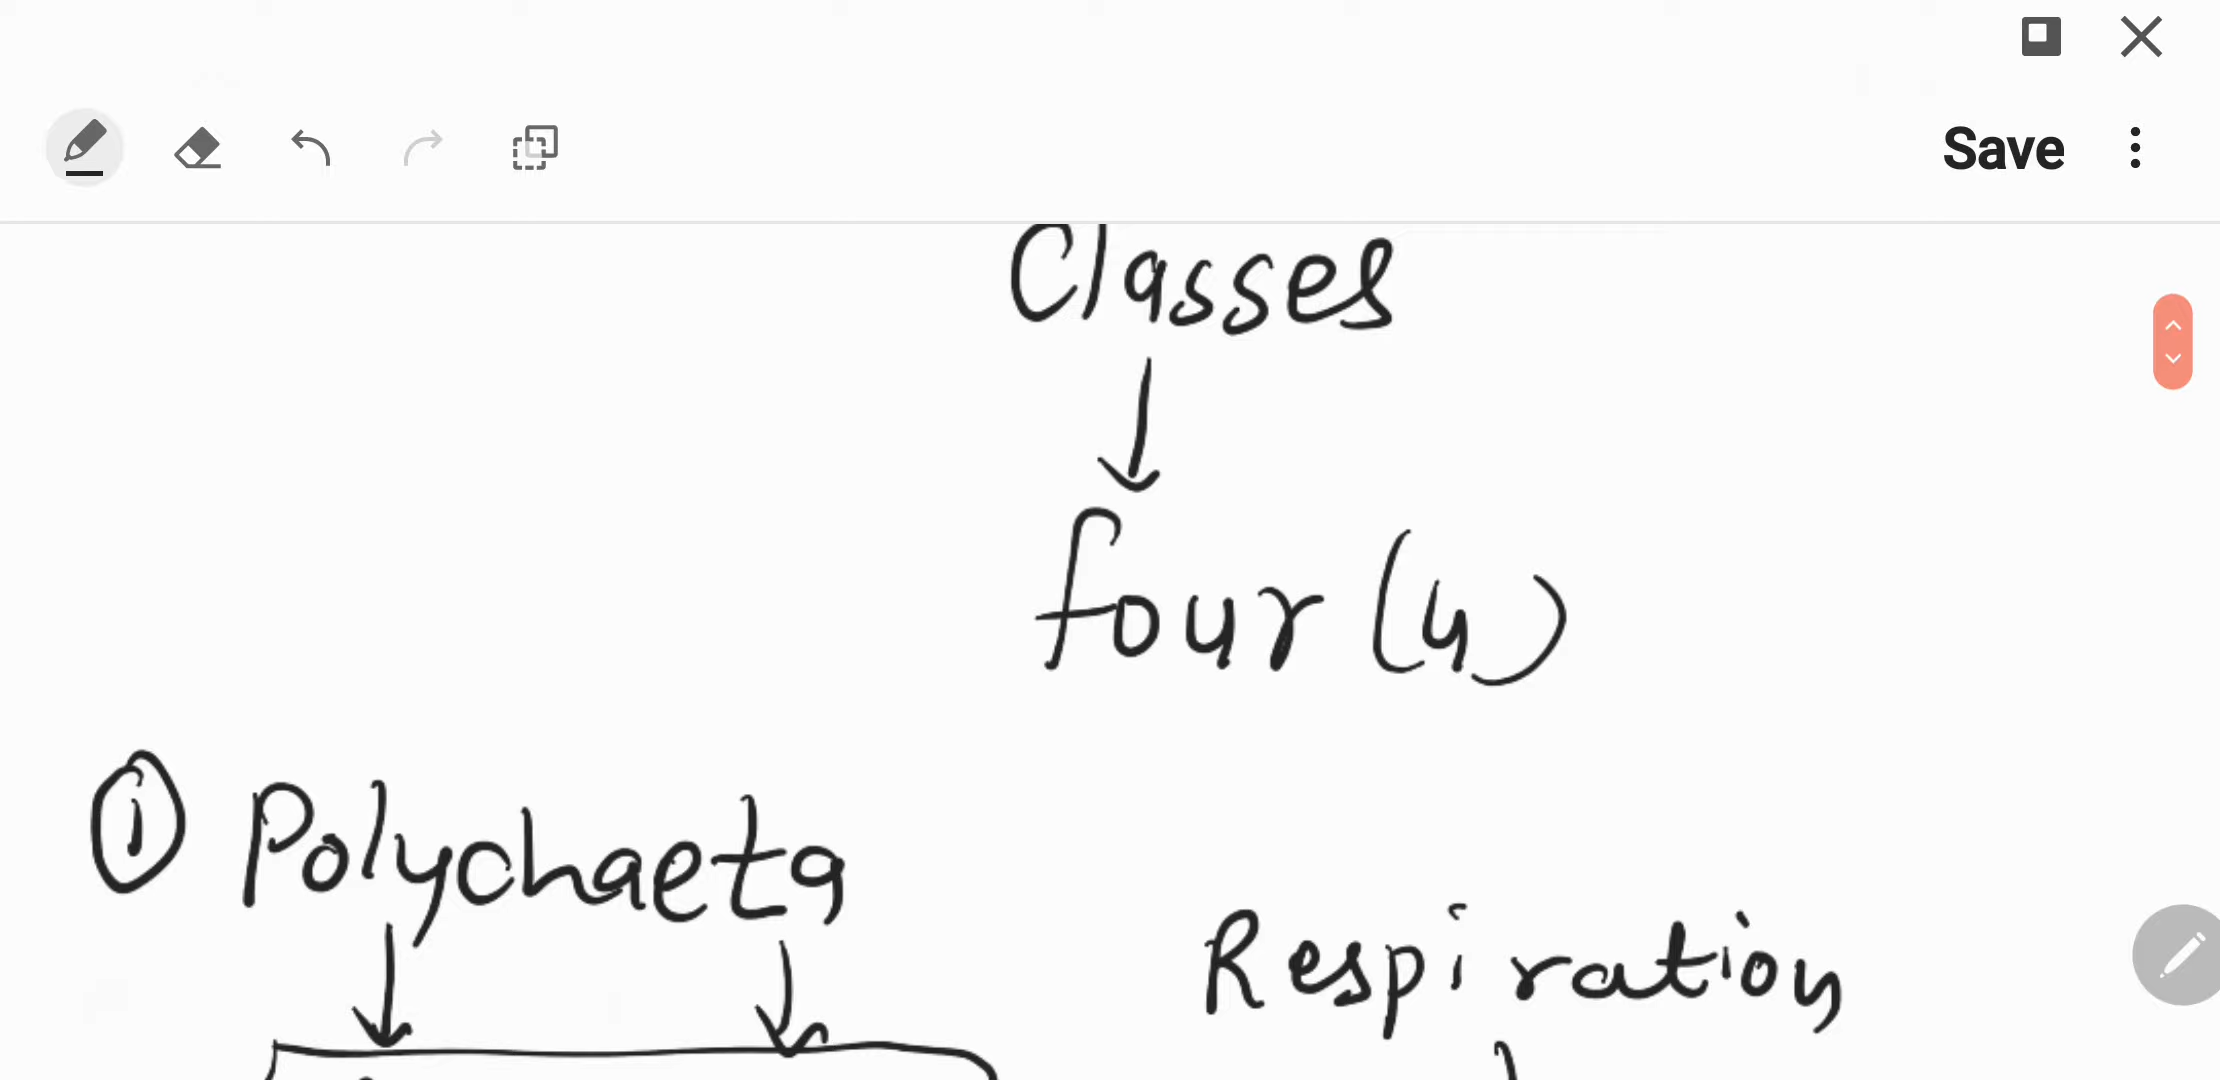 Save
Classes
four (4)
① Polychaeta
Respiration